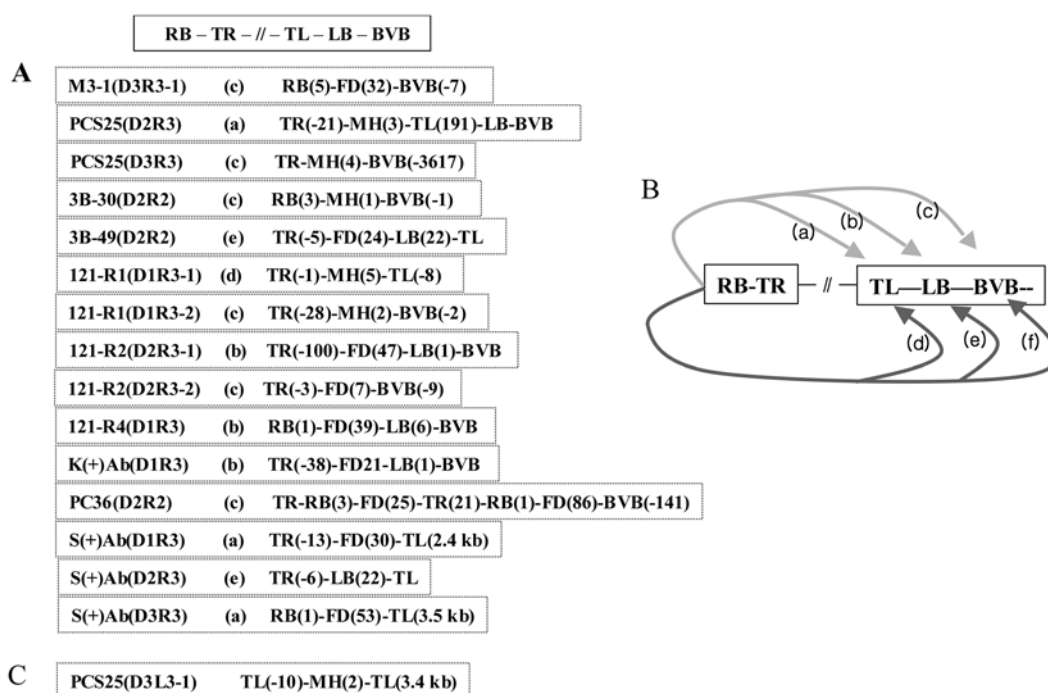 RB – TR – // – TL – LB – BVB
A
M3-1(D3R3-1) (c) RB(5)-FD(32)-BVB(-7)
PCS25(D2R3) (a) TR(-21)-MH(3)-TL(191)-LB-BVB
PCS25(D3R3) (c) TR-MH(4)-BVB(-3617)
3B-30(D2R2) (c) RB(3)-MH(1)-BVB(-1)
3B-49(D2R2) (e) TR(-5)-FD(24)-LB(22)-TL
121-R1(D1R3-1) (d) TR(-1)-MH(5)-TL(-8)
121-R1(D1R3-2) (c) TR(-28)-MH(2)-BVB(-2)
121-R2(D2R3-1) (b) TR(-100)-FD(47)-LB(1)-BVB
121-R2(D2R3-2) (c) TR(-3)-FD(7)-BVB(-9)
121-R4(D1R3) (b) RB(1)-FD(39)-LB(6)-BVB
K(+)Ab(D1R3) (b) TR(-38)-FD21-LB(1)-BVB
PC36(D2R2) (c) TR-RB(3)-FD(25)-TR(21)-RB(1)-FD(86)-BVB(-141)
S(+)Ab(D1R3) (a) TR(-13)-FD(30)-TL(2.4 kb)
S(+)Ab(D2R3) (e) TR(-6)-LB(22)-TL
S(+)Ab(D3R3) (a) RB(1)-FD(53)-TL(3.5 kb)
B
(a) (b) (c)
RB-TR – // – TL—LB—BVB--
(d) (e) (f)
C
PCS25(D3L3-1) TL(-10)-MH(2)-TL(3.4 kb)